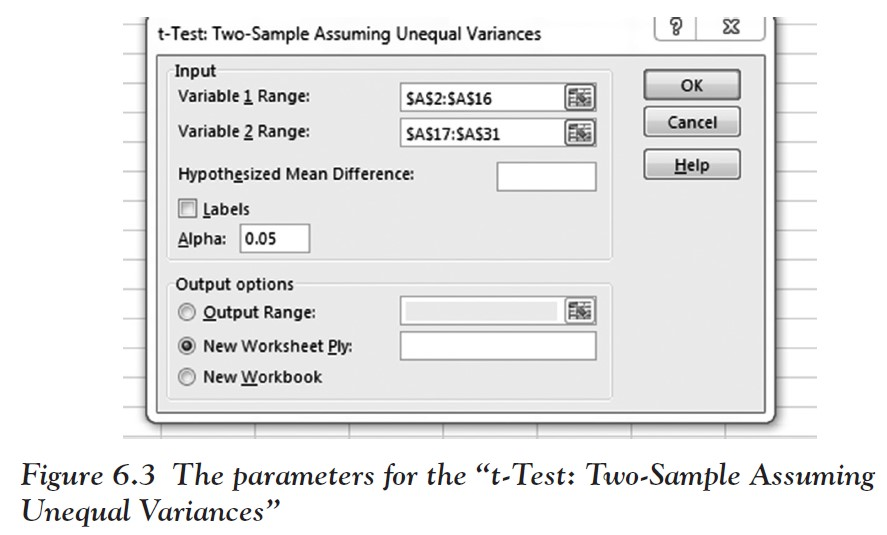 t-Test: Two-Sample Assuming Unequal Variances
?
Input
Variable 1 Range:
$A$2:$A$16
OK
Variable 2 Range:
$A$17:$A$31
Cancel
Hypothesized Mean Difference:
Help
Labels
Alpha: 0.05
Output options
Output Range:
New Worksheet Ply:
New Workbook
Figure 6.3 The parameters for the “t-Test: Two-Sample Assuming
Unequal Variances”